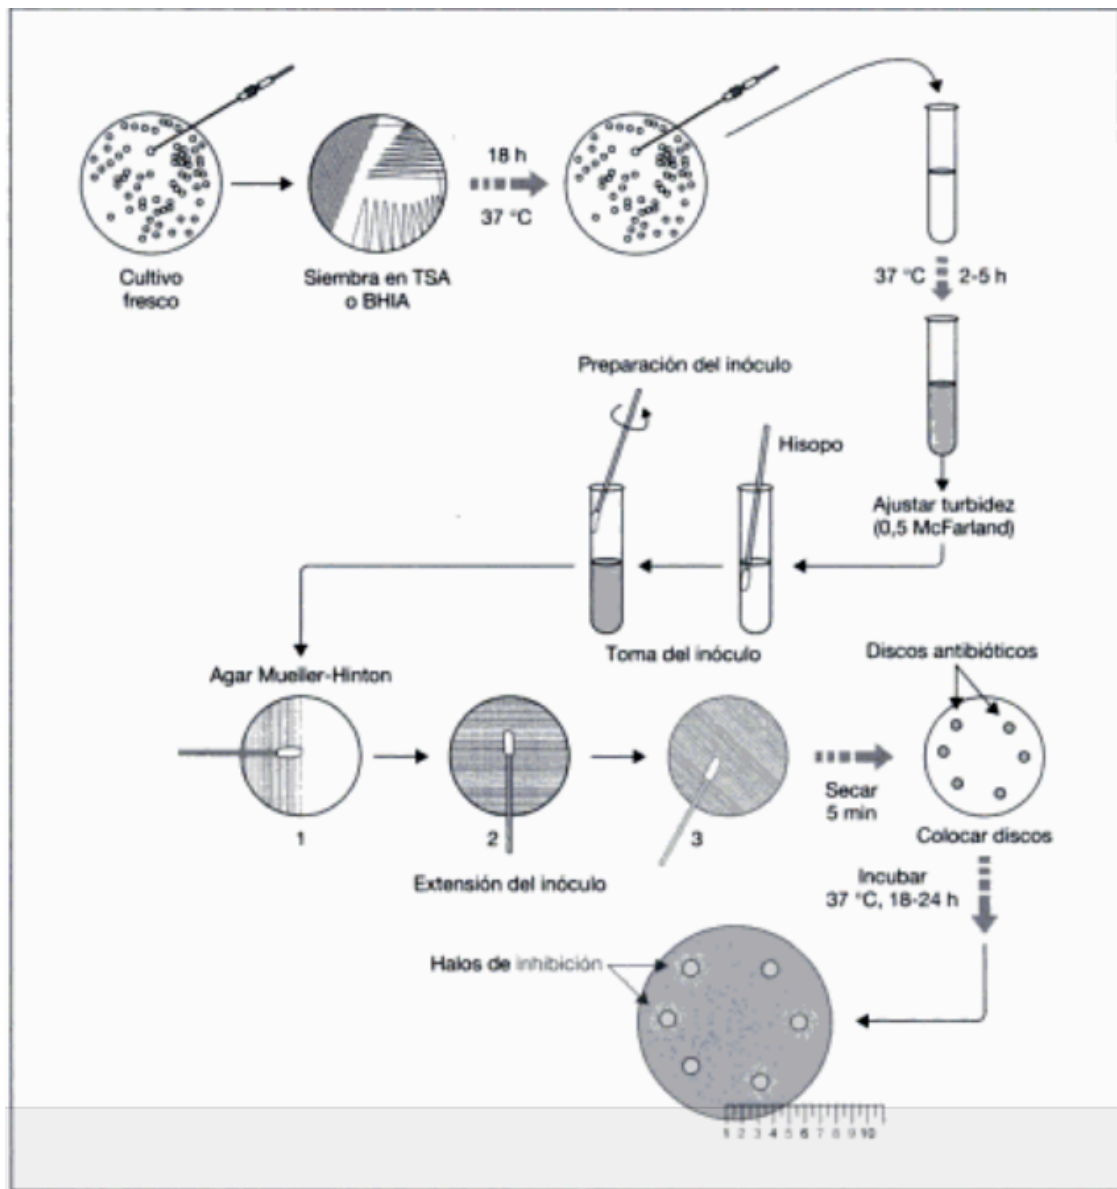 Cultivo
fresco
Siembra en TSA
o BHIA
18 h
37 °C
37 °C
2-5 h
Preparación del inóculo
Hisopo
Ajustar turbidez
(0,5 McFarland)
Toma del inóculo
Agar Mueller-Hinton
Discos antibióticos
1
2
3
Secar
5 min
Colocar discos
Extensión del inóculo
Incubar
37 °C, 18-24 h
Halos de inhibición
1 2 3 4 5 6 7 8 9 10